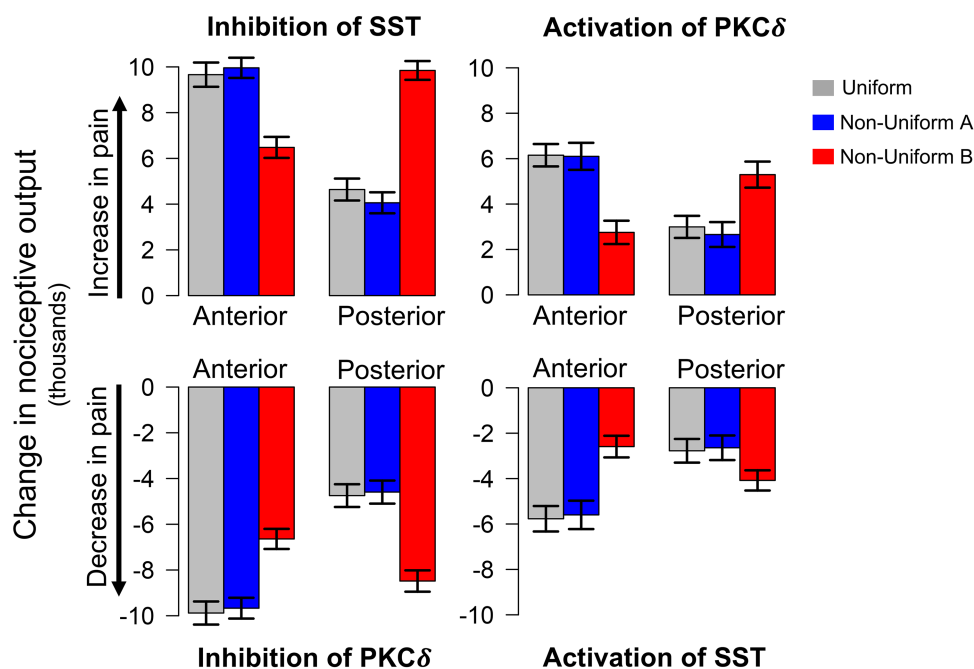 Inhibition of SST
Activation of PKCδ
Change in nociceptive output
(thousands)
Increase in pain
10
8
6
4
2
0
Anterior
Posterior
10
8
6
4
2
0
Anterior
Posterior
Uniform
Non-Uniform A
Non-Uniform B
Decrease in pain
Anterior
Posterior
0
-2
-4
-6
-8
-10
Anterior
Posterior
0
-2
-4
-6
-8
-10
Inhibition of PKCδ
Activation of SST